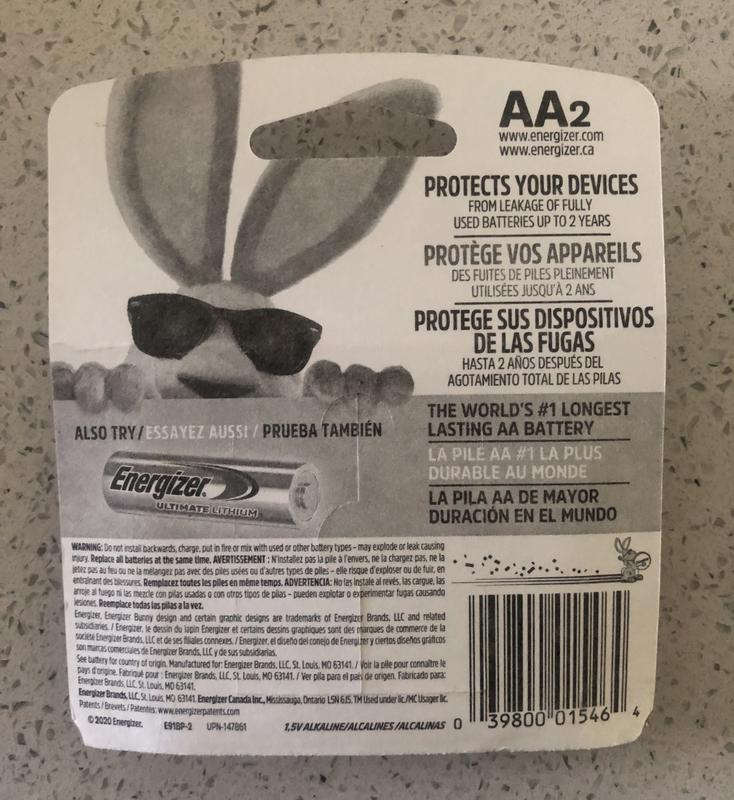 AA2
www.energizer.com
www.energizer.ca
PROTECTS YOUR DEVICES
FROM LEAKAGE OF FULLY
USED BATTERIES UP TO 2 YEARS
PROTÈGE VOS APPAREILS
DES FUITES DE PILES PLEINEMENT
UTILISÉES JUSQU'À 2 ANS
PROTEGE SUS DISPOSITIVOS
DE LAS FUGAS
HASTA 2 AÑOS DESPUÉS DEL
AGOTAMIENTO TOTAL DE LAS PILAS
ALSO TRY / ESSAYEZ AUSSI / PRUEBA TAMBIÉN
Energizer.
ULTIMATE LITHIUM
THE WORLD'S #1 LONGEST
LASTING AA BATTERY
LA PILE AA #1 LA PLUS
DURABLE AU MONDE
LA PILA AA DE MAYOR
DURACIÓN EN EL MUNDO
WARNING: Do not install backwards, charge, put in fire or mix with used or other battery types – may explode or leak causing
injury. Replace all batteries at the same time. AVERTISSEMENT : N'installez pas la pile à l'envers, ne la chargez pas, ne la
jetez pas au feu ou ne la mélangez pas avec des piles usées ou d'autres types de piles – elle risque d'exploser ou de fuir, en
entraînant des blessures. Remplacez toutes les piles en même temps. ADVERTENCIA: No las instale al revés, las cargue, las
arroje al fuego ni las mezcle con pilas usadas o con otros tipos de pilas – pueden explotar o experimentar fugas causando
lesiones. Reemplace todas las pilas a la vez.
Energizer, Energizer Bunny design and certain graphic designs are trademarks of Energizer Brands, LLC and related
subsidiaries. / Energizer, le dessin du lapin Energizer et certains dessins graphiques sont des marques de commerce de la
société Energizer Brands, LLC et de ses filiales connexes. / Energizer, el diseño del conejo de Energizer y ciertos diseños gráficos
son marcas comerciales de Energizer Brands, LLC y de sus subsidiarias.
See battery for country of origin. Manufactured for: Energizer Brands, LLC, St. Louis, MO 63141. / Voir la pile pour connaître le
pays d'origine. Fabriqué pour : Energizer Brands, LLC, St. Louis, MO 63141. / Ver pila para el país de origen. Fabricado para:
Energizer Brands, LLC, St. Louis, MO 63141.
Energizer Brands, LLC, St. Louis, MO 63141. Energizer Canada Inc., Mississauga, Ontario L5N 6J5. TM Used under lic./MC Usager lic.
Patents / Brevets / Patentes: www.energizerpatents.com
© 2020 Energizer. E91BP-2 UPN-147861 1,5V ALKALINE/ALCALINES/ALCALINAS
0 39800 01546 4